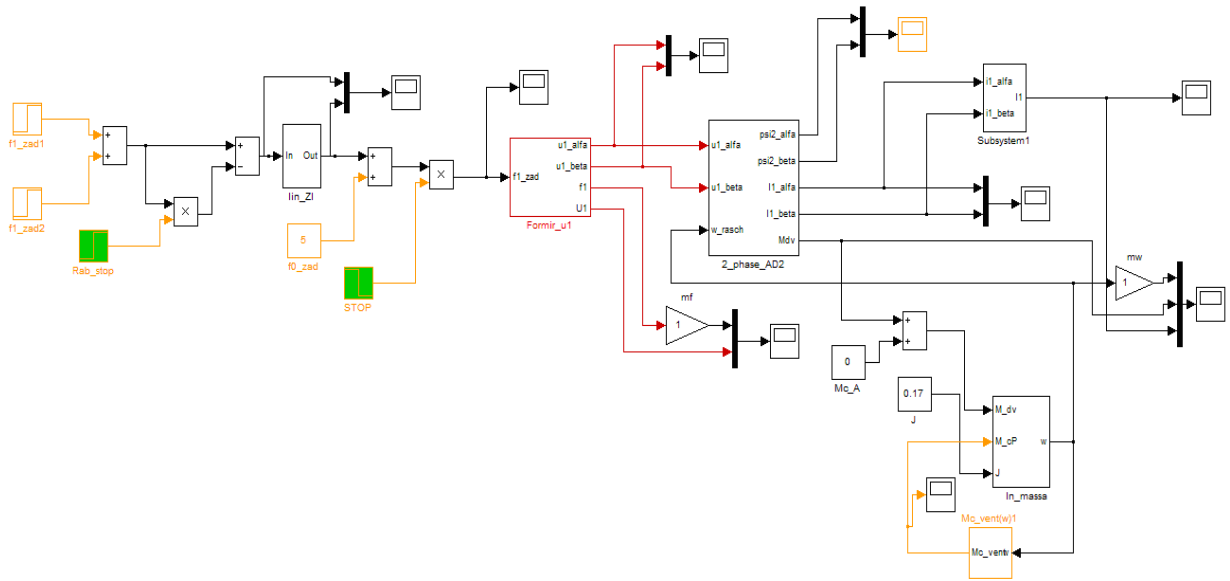 f1_zad1
+
+
f1_zad2
×
Rab_stop
+
−
In Out
lin_ZI
+
+
5
f0_zad
×
STOP
f1_zad
u1_alfa
u1_beta
f1
U1
Formir_u1
mf
1
u1_alfa
u1_beta
w_rasch
psi2_alfa
psi2_beta
I1_alfa
I1_beta
Mdv
2_phase_AD2
i1_alfa
i1_beta
I1
Subsystem1
mw
1
+
+
0
Mc_A
0.17
J
M_dv
M_cP
J
w
In_massa
Mc_vent(w)1
Mc_vent w